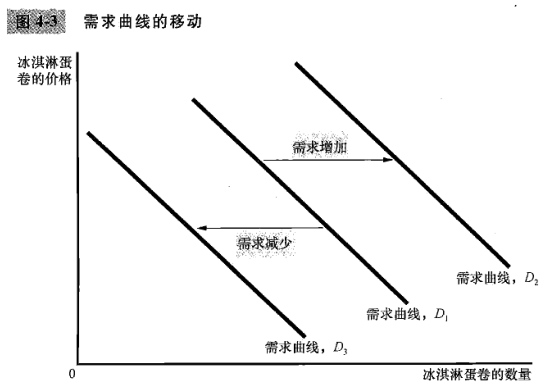 图 4-3 需求曲线的移动
冰淇淋蛋
卷的价格
需求增加
需求减少
需求曲线，D₂
需求曲线，D₁
需求曲线，D₃
0
冰淇淋蛋卷的数量